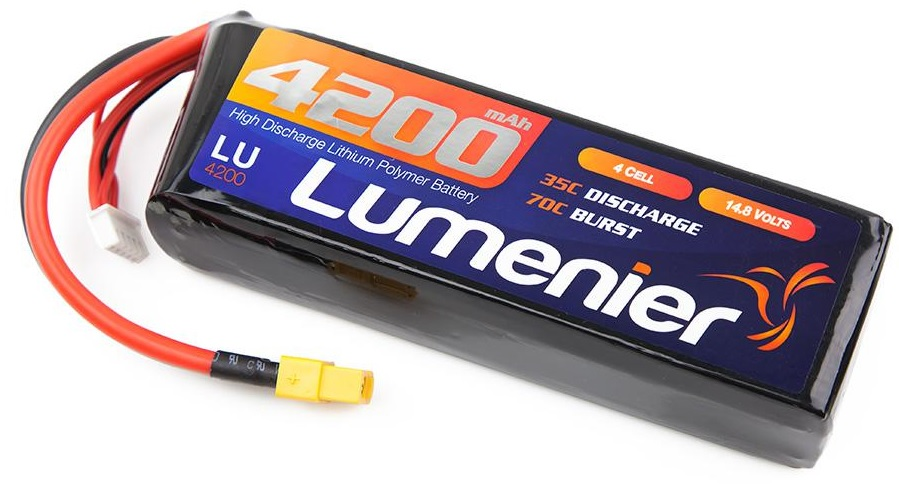 4200 mAh
High Discharge Lithium Polymer Battery
LU
4200
Lumenier
35C DISCHARGE
70C BURST
4 CELL
14.8 VOLTS
+